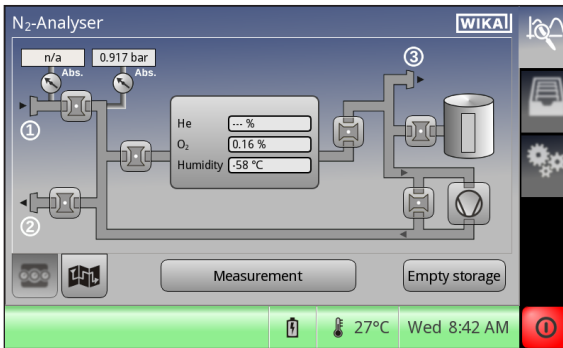 N₂-Analyser
WIKAI
n/a
0.917 bar
Abs.
Abs.
③
①
He
--- %
O₂
0.16 %
Humidity
-58 °C
②
Measurement
Empty storage
27°C
Wed 8:42 AM